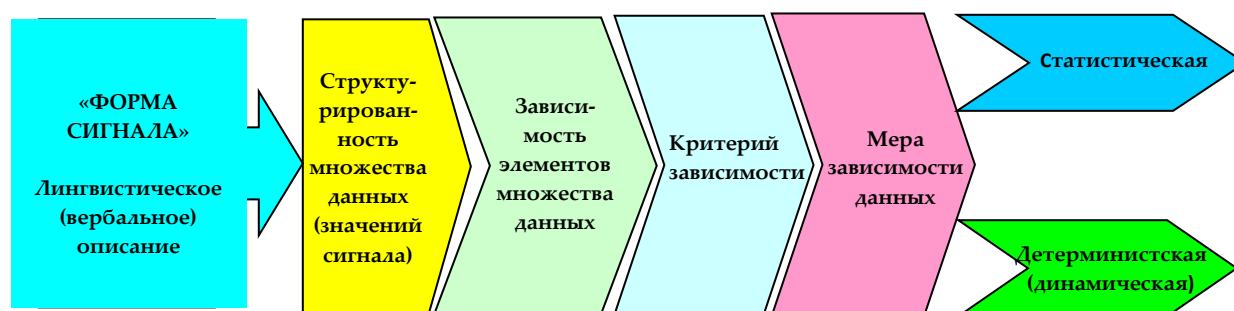 «ФОРМА
СИГНАЛА»
Лингвистическое
(вербальное)
описание
Структу-
рирован-
ность
множества
данных
(значений
сигнала)
Зависи-
мость
элементов
множества
данных
Критерий
зависимости
Мера
зависимости
данных
Статистическая
Детерминистская
(динамическая)